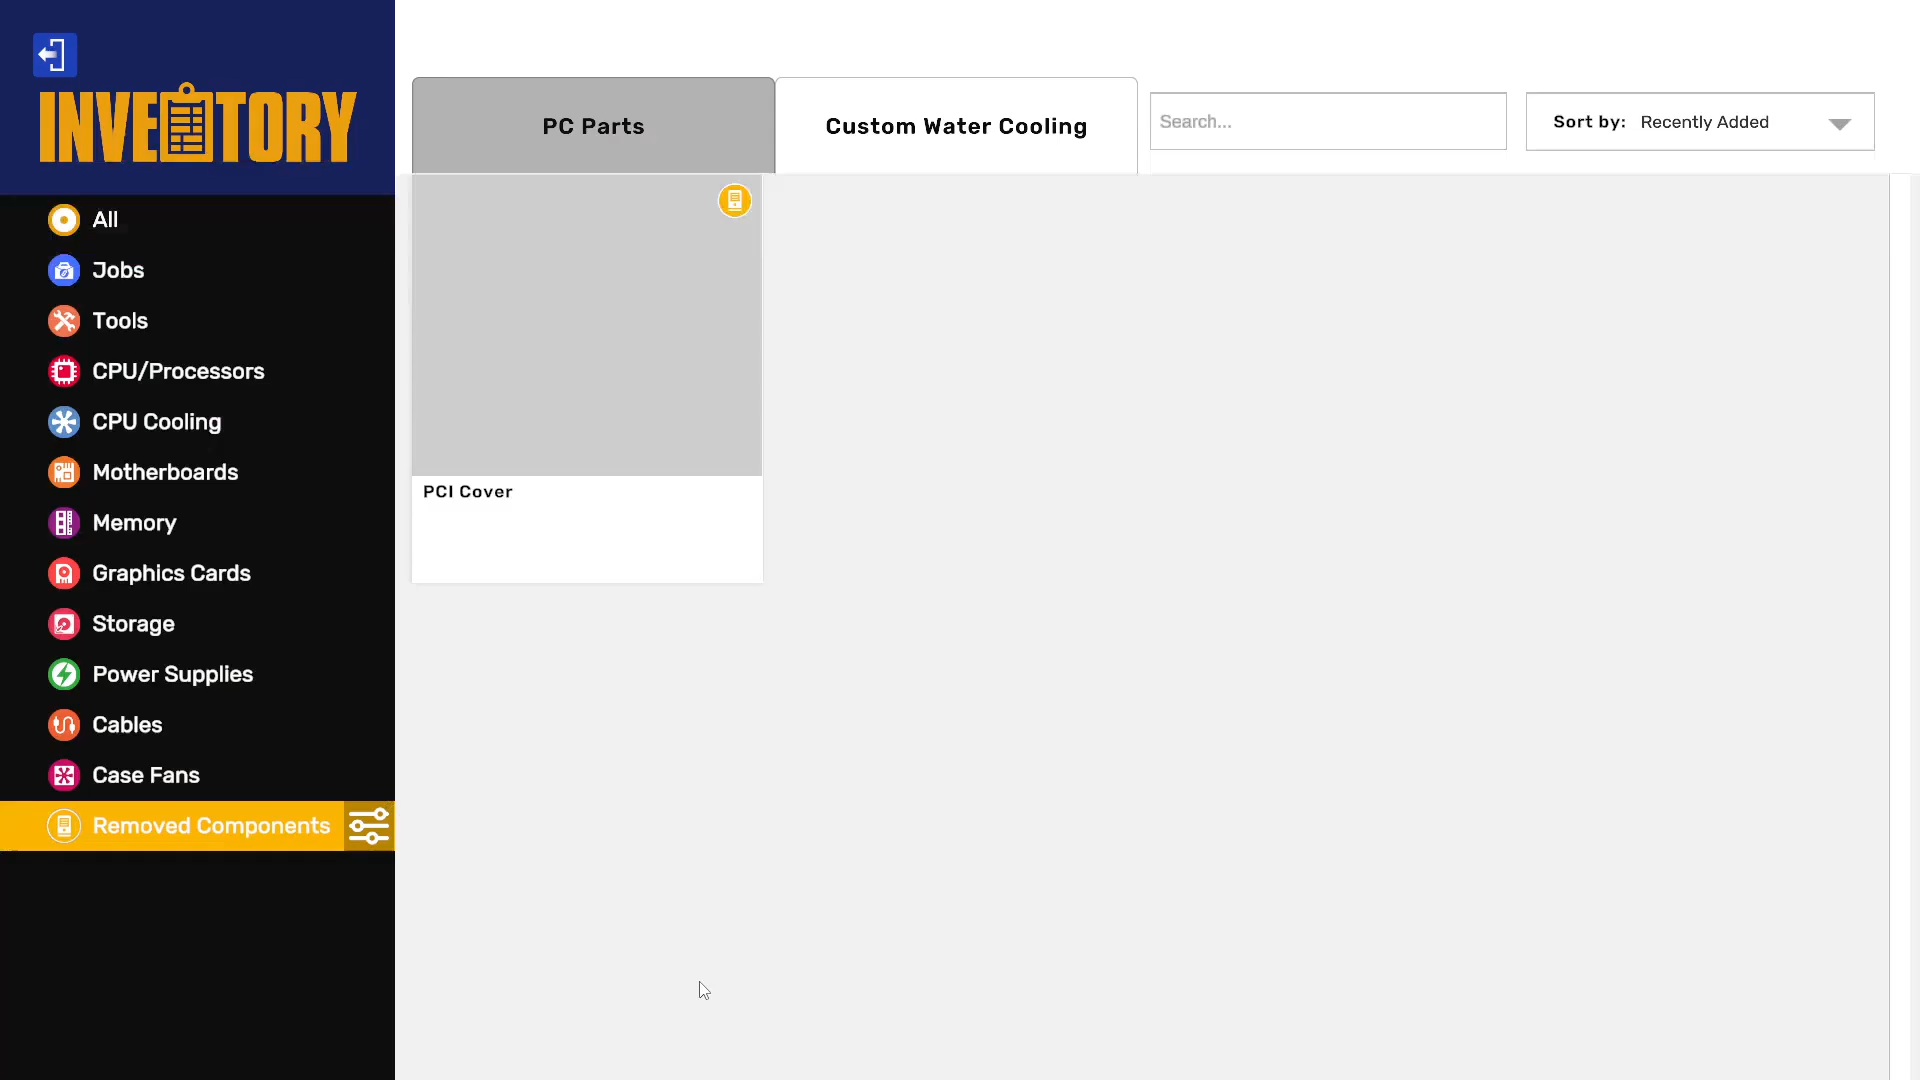 INVENTORY
PC Parts
Custom Water Cooling
Search...
Sort by: Recently Added
All
Jobs
Tools
CPU/Processors
CPU Cooling
Motherboards
Memory
Graphics Cards
Storage
Power Supplies
Cables
Case Fans
Removed Components
PCI Cover